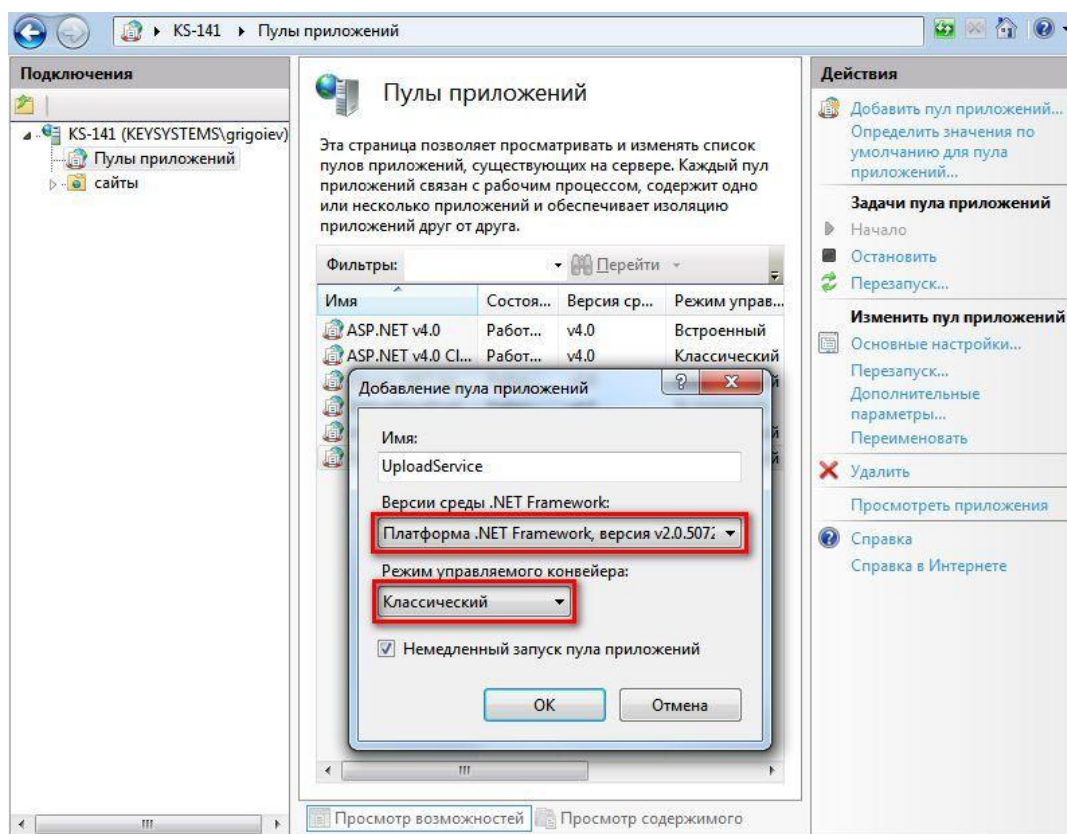 KS-141 Пулы приложений
Подключения
KS-141 (KEYSYSTEMS\grigoiev)
Пулы приложений
сайты
Пулы приложений
Эта страница позволяет просматривать и изменять список
пулов приложений, существующих на сервере. Каждый пул
приложений связан с рабочим процессом, содержит одно
или несколько приложений и обеспечивает изоляцию
приложений друг от друга.
Фильтры: Перейти
Имя Состоя... Версия ср... Режим управ...
ASP.NET v4.0 Работ... v4.0 Встроенный
ASP.NET v4.0 Cl... Работ... v4.0 Классический
Добавление пула приложений
Имя:
UploadService
Версии среды .NET Framework:
Платформа .NET Framework, версия v2.0.5072
Режим управляемого конвейера:
Классический
Немедленный запуск пула приложений
ОК Отмена
Просмотр возможностей Просмотр содержимого
Действия
Добавить пул приложений...
Определить значения по
умолчанию для пула
приложений...
Задачи пула приложений
Начало
Остановить
Перезапуск...
Изменить пул приложений
Основные настройки...
Перезапуск...
Дополнительные
параметры...
Переименовать
Удалить
Просмотреть приложения
Справка
Справка в Интернете